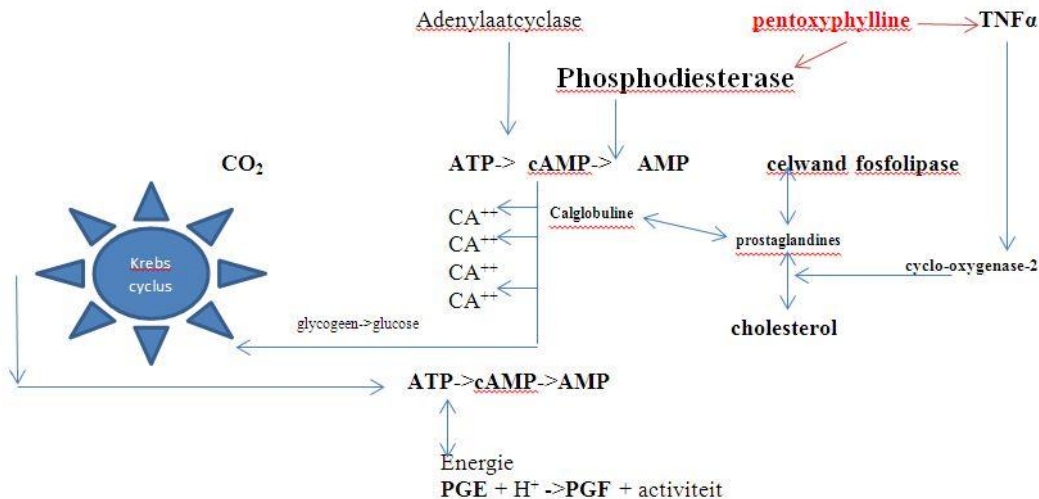 Adenylaatcyclase
pentoxyphylline
TNFα
Phosphodiesterase
CO₂
ATP-> cAMP-> AMP
celwand fosfolipase
CA⁺⁺
Calglobuline
CA⁺⁺
prostaglandines
Krebs
cyclus
CA⁺⁺
cyclo-oxygenase-2
CA⁺⁺
glycogeen->glucose
cholesterol
ATP->cAMP->AMP
Energie
PGE + H⁺ ->PGF + activiteit